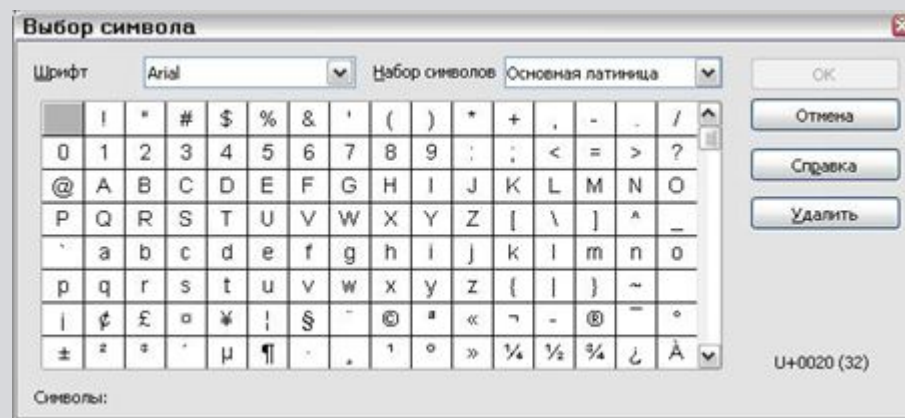 Выбор символа
Шрифт Arial Набор символов Основная латиница OK
! " # $ % & ' ( ) * + , - . / Отмена
0 1 2 3 4 5 6 7 8 9 : ; < = > ?
Справка
@ A B C D E F G H I J K L M N O
P Q R S T U V W X Y Z [ \ ] ^ _ Удалить
` a b c d e f g h i j k l m n o
p q r s t u v w x y z { | } ~
¡ ¢ £ ¤ ¥ ¦ § ¨ © ª « ¬ - ® ¯ °
± ² ³ ´ µ ¶ · ¸ ¹ º » ¼ ½ ¾ ¿ À
U+0020 (32)
Символы: